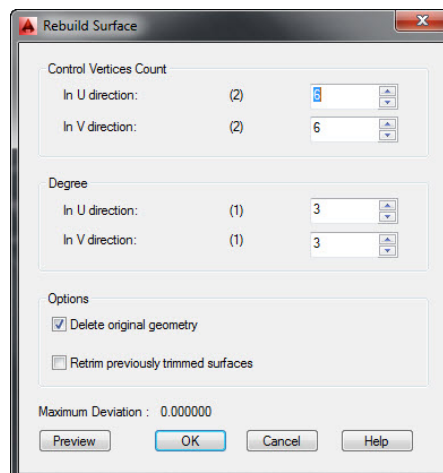 Rebuild Surface
Control Vertices Count
In U direction: (2) 6
In V direction: (2) 6
Degree
In U direction: (1) 3
In V direction: (1) 3
Options
Delete original geometry
Retrim previously trimmed surfaces
Maximum Deviation : 0.000000
Preview OK Cancel Help